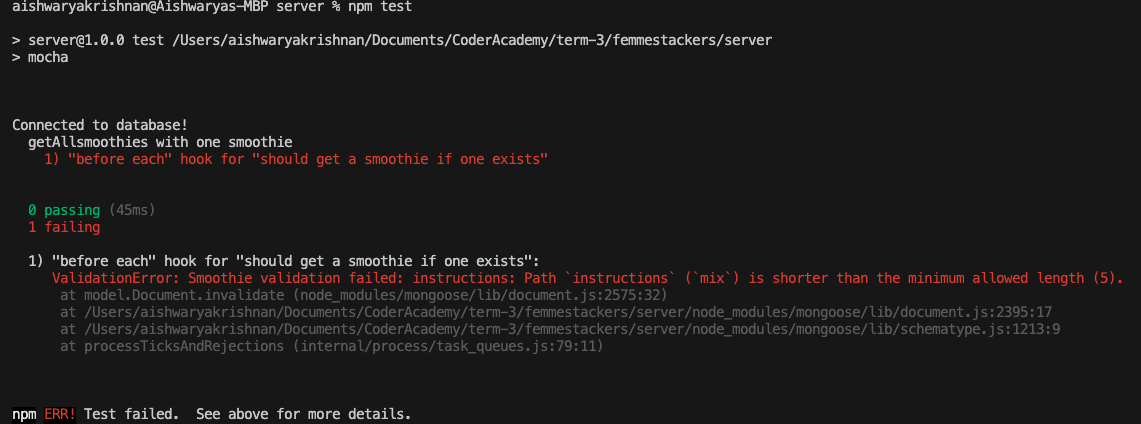 aishwaryakrishnan@Aishwaryas-MBP server % npm test
> server@1.0.0 test /Users/aishwaryakrishnan/Documents/CoderAcademy/term-3/femmestackers/server
> mocha
Connected to database!
getAllsmoothies with one smoothie
1) "before each" hook for "should get a smoothie if one exists"
0 passing (45ms)
1 failing
1) "before each" hook for "should get a smoothie if one exists":
ValidationError: Smoothie validation failed: instructions: Path `instructions` (`mix`) is shorter than the minimum allowed length (5).
at model.Document.invalidate (node_modules/mongoose/lib/document.js:2575:32)
at /Users/aishwaryakrishnan/Documents/CoderAcademy/term-3/femmestackers/server/node_modules/mongoose/lib/document.js:2395:17
at /Users/aishwaryakrishnan/Documents/CoderAcademy/term-3/femmestackers/server/node_modules/mongoose/lib/schematype.js:1213:9
at processTicksAndRejections (internal/process/task_queues.js:79:11)
npm ERR! Test failed.  See above for more details.